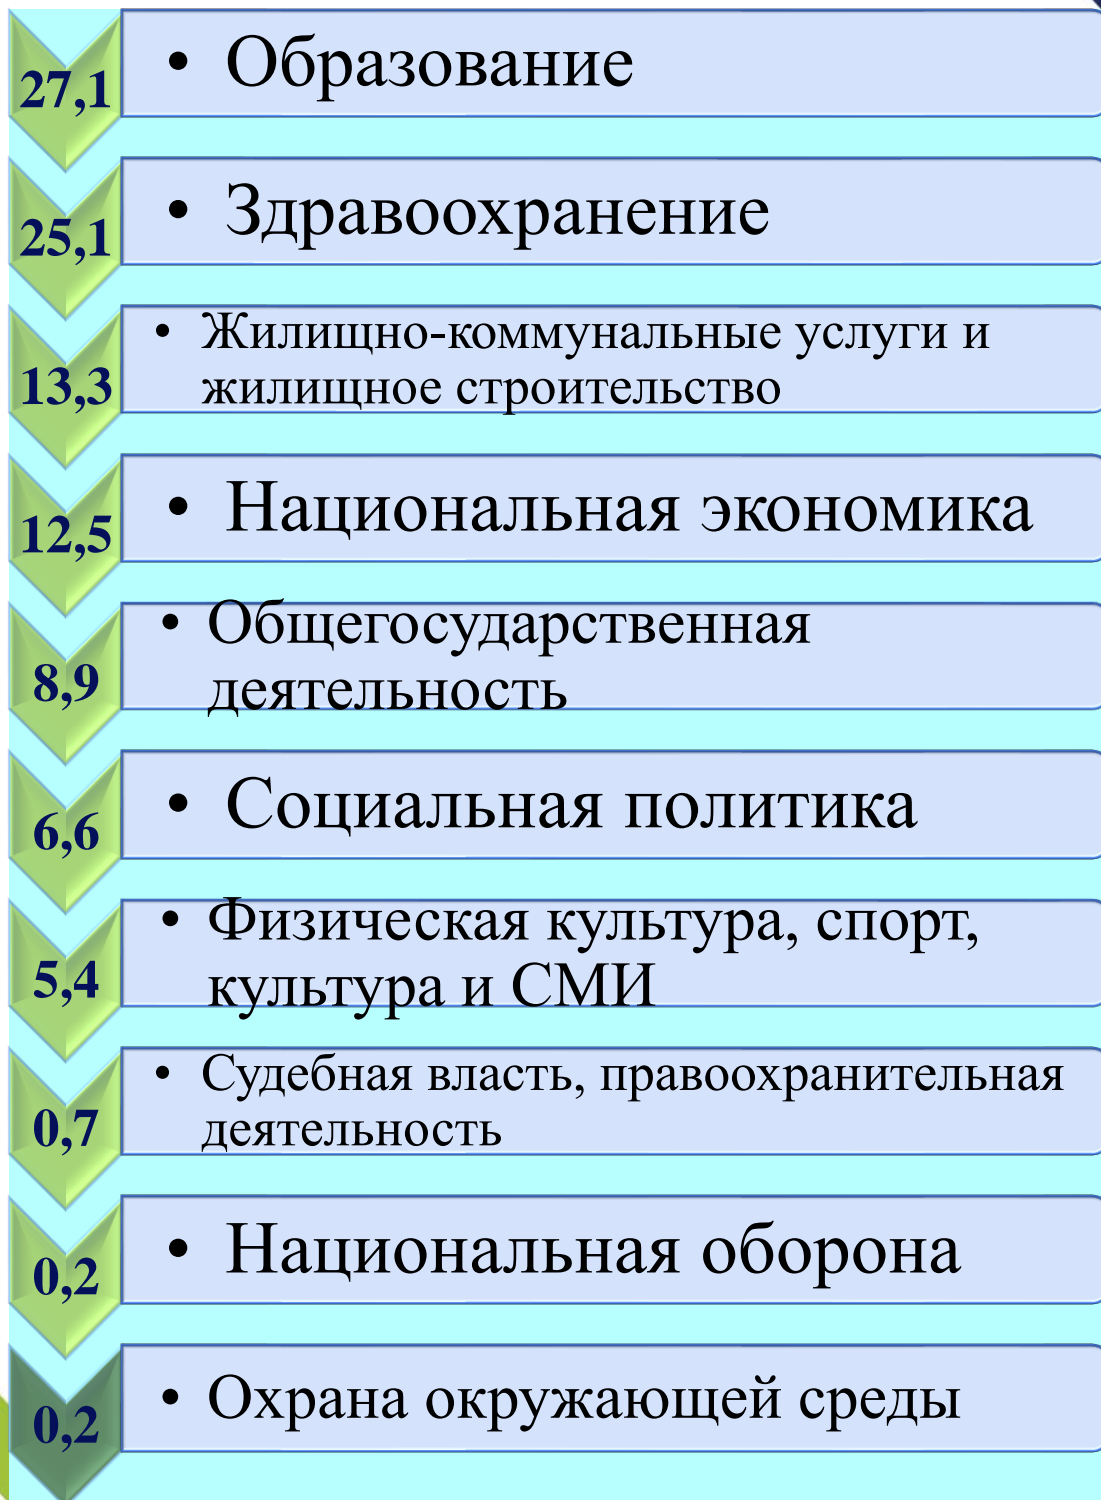 27,1
• Образование
25,1
• Здравоохранение
13,3
• Жилищно-коммунальные услуги и
жилищное строительство
12,5
• Национальная экономика
8,9
• Общегосударственная
деятельность
6,6
• Социальная политика
5,4
• Физическая культура, спорт,
культура и СМИ
0,7
• Судебная власть, правоохранительная
деятельность
0,2
• Национальная оборона
0,2
• Охрана окружающей среды